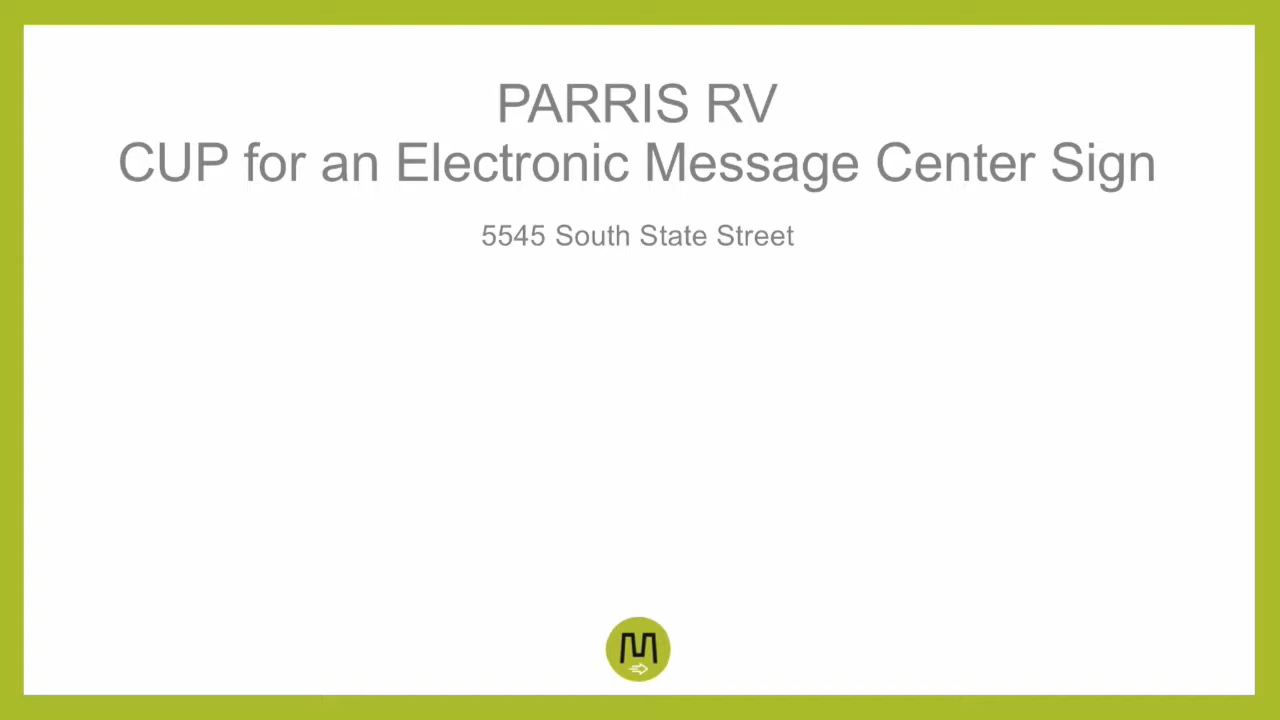 PARRIS RV
CUP for an Electronic Message Center Sign
5545 South State Street
M